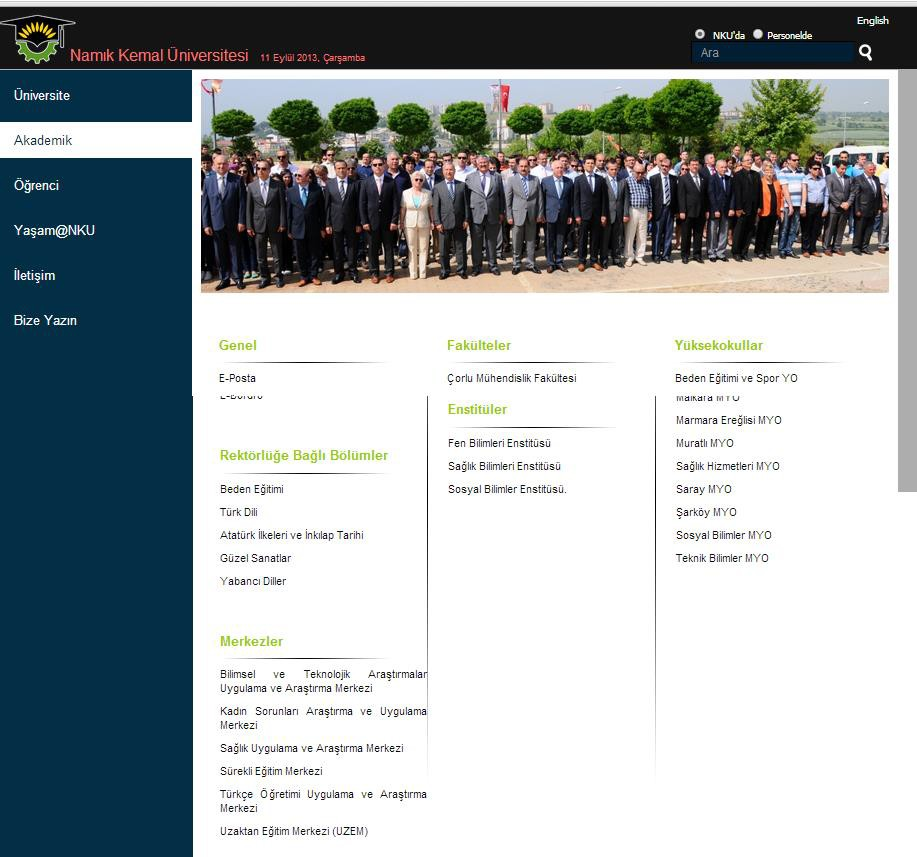 English
NKU'da Personelde
Namık Kemal Üniversitesi 11 Eylül 2013, Çarşamba
Ara
Üniversite
Akademik
Öğrenci
Yaşam@NKU
İletişim
Bize Yazın
Genel
E-Posta
E-Bordro
Rektörlüğe Bağlı Bölümler
Beden Eğitimi
Türk Dili
Atatürk İlkeleri ve İnkılap Tarihi
Güzel Sanatlar
Yabancı Diller
Merkezler
Bilimsel ve Teknolojik Araştırmalar
Uygulama ve Araştırma Merkezi
Kadın Sorunları Araştırma ve Uygulama
Merkezi
Sağlık Uygulama ve Araştırma Merkezi
Sürekli Eğitim Merkezi
Türkçe Öğretimi Uygulama ve Araştırma
Merkezi
Uzaktan Eğitim Merkezi (UZEM)
Fakülteler
Çorlu Mühendislik Fakültesi
Enstitüler
Fen Bilimleri Enstitüsü
Sağlık Bilimleri Enstitüsü
Sosyal Bilimler Enstitüsü.
Yüksekokullar
Beden Eğitimi ve Spor YO
Malkara MYO
Marmara Ereğlisi MYO
Muratlı MYO
Sağlık Hizmetleri MYO
Saray MYO
Şarköy MYO
Sosyal Bilimler MYO
Teknik Bilimler MYO